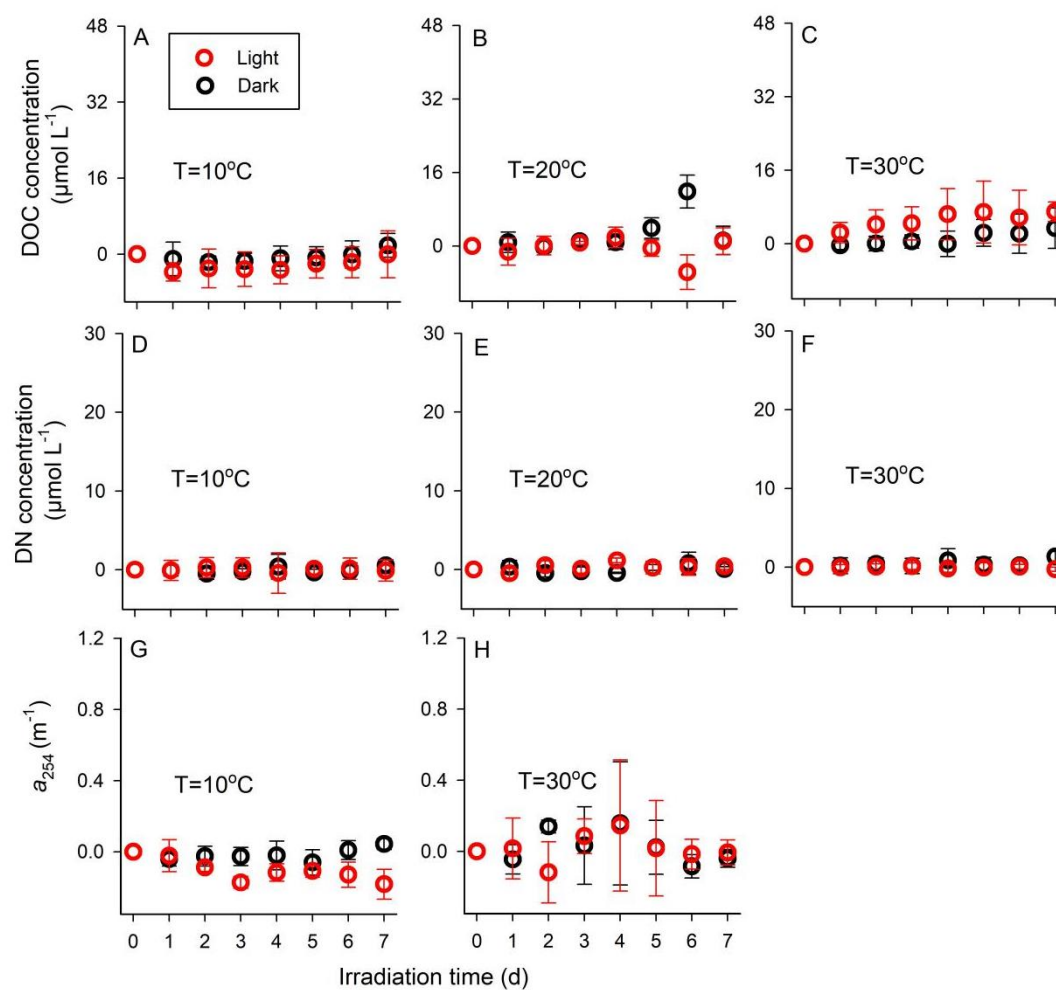 A
B
C
Light
Dark
48
32
16
0
48
32
16
0
48
32
16
0
DOC concentration
(µmol L⁻¹)
T=10°C
T=20°C
T=30°C
D
E
F
30
20
10
0
30
20
10
0
30
20
10
0
DN concentration
(µmol L⁻¹)
T=10°C
T=20°C
T=30°C
G
H
1.2
0.8
0.4
0.0
1.2
0.8
0.4
0.0
a₂₅₄ (m⁻¹)
T=10°C
T=30°C
0 1 2 3 4 5 6 7
0 1 2 3 4 5 6 7
Irradiation time (d)